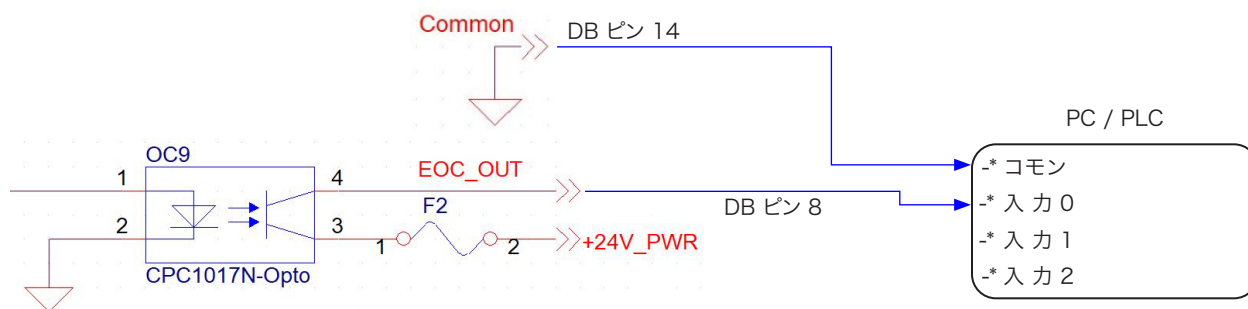 Common
DB ピン 14
PC / PLC
OC9
-* コモン
1
4
EOC_OUT
-* 入 力 0
F2
DB ピン 8
2
3
1
2
+24V_PWR
-* 入 力 1
CPC1017N-Opto
-* 入 力 2